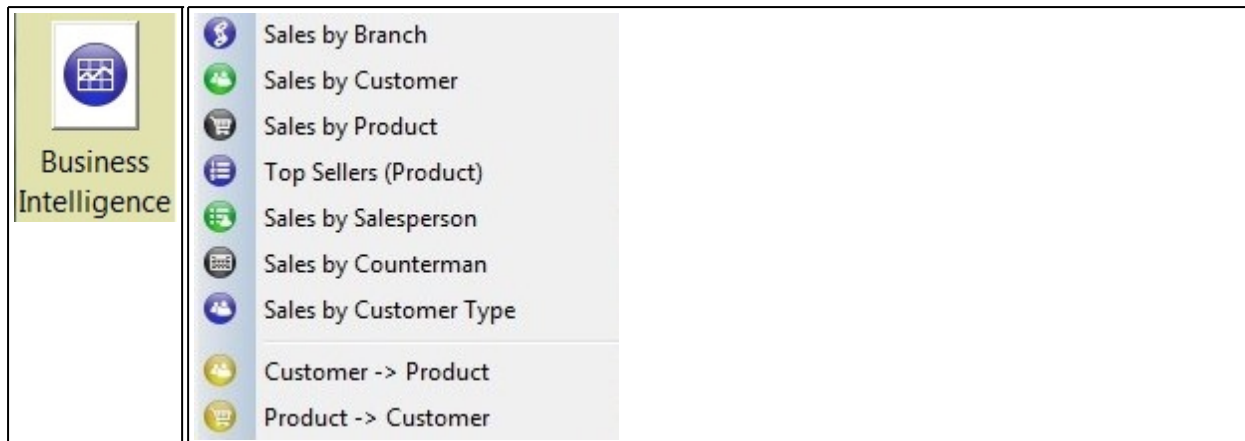 Business
Intelligence
Sales by Branch
Sales by Customer
Sales by Product
Top Sellers (Product)
Sales by Salesperson
Sales by Counterman
Sales by Customer Type
Customer -> Product
Product -> Customer